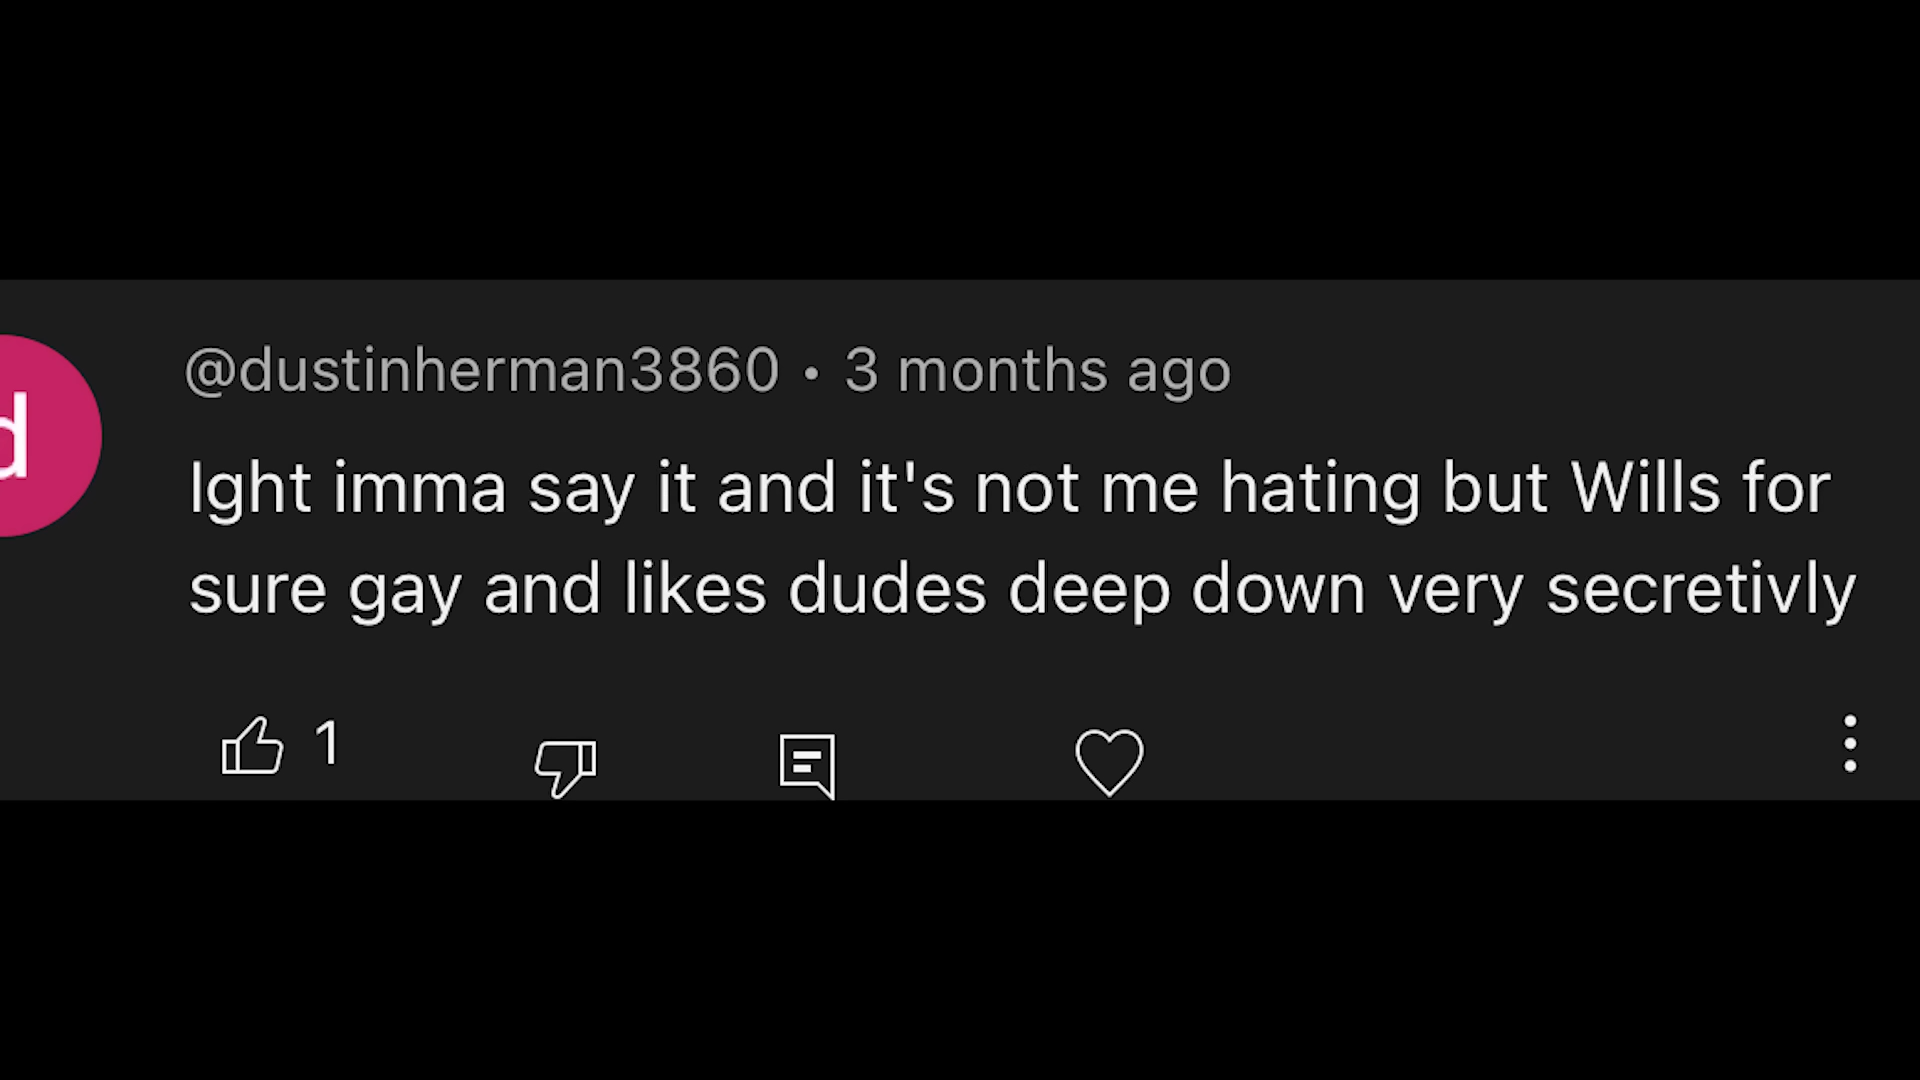 d
@dustinherman3860 • 3 months ago
Ight imma say it and it's not me hating but Wills for
sure gay and likes dudes deep down very secretivly
1